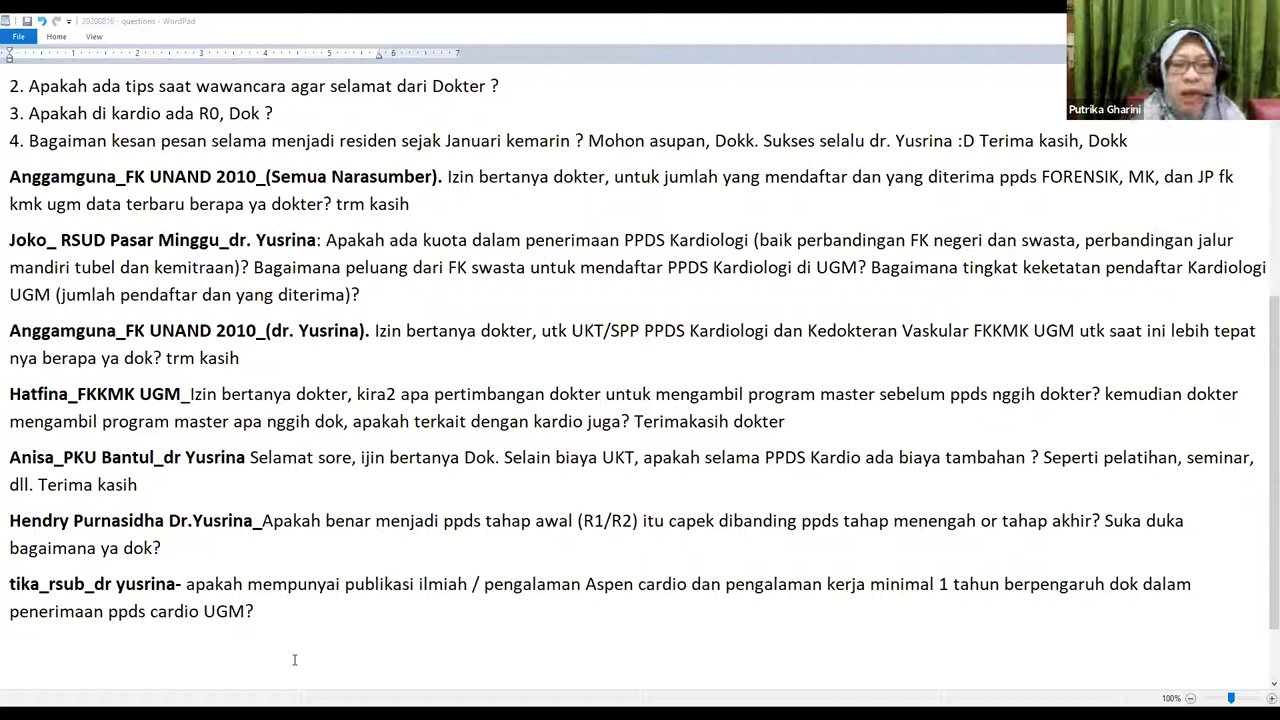 20200816 - questions - WordPad
File Home View
1 2 3 4 5 6 7
2. Apakah ada tips saat wawancara agar selamat dari Dokter ?
3. Apakah di kardio ada R0, Dok ?
4. Bagaiman kesan pesan selama menjadi residen sejak Januari kemarin ? Mohon asupan, Dokk. Sukses selalu dr. Yusrina :D Terima kasih, Dokk
Anggamguna_FK UNAND 2010_(Semua Narasumber). Izin bertanya dokter, untuk jumlah yang mendaftar dan yang diterima ppds FORENSIK, MK, dan JP fk
kmk ugm data terbaru berapa ya dokter? trm kasih
Joko_ RSUD Pasar Minggu_dr. Yusrina: Apakah ada kuota dalam penerimaan PPDS Kardiologi (baik perbandingan FK negeri dan swasta, perbandingan jalur
mandiri tubel dan kemitraan)? Bagaimana peluang dari FK swasta untuk mendaftar PPDS Kardiologi di UGM? Bagaimana tingkat keketatan pendaftar Kardiologi
UGM (jumlah pendaftar dan yang diterima)?
Anggamguna_FK UNAND 2010_(dr. Yusrina). Izin bertanya dokter, utk UKT/SPP PPDS Kardiologi dan Kedokteran Vaskular FKKMK UGM utk saat ini lebih tepat
nya berapa ya dok? trm kasih
Hatfina_FKKMK UGM_Izin bertanya dokter, kira2 apa pertimbangan dokter untuk mengambil program master sebelum ppds nggih dokter? kemudian dokter
mengambil program master apa nggih dok, apakah terkait dengan kardio juga? Terimakasih dokter
Anisa_PKU Bantul_dr Yusrina Selamat sore, ijin bertanya Dok. Selain biaya UKT, apakah selama PPDS Kardio ada biaya tambahan ? Seperti pelatihan, seminar,
dll. Terima kasih
Hendry Purnasidha Dr.Yusrina_Apakah benar menjadi ppds tahap awal (R1/R2) itu capek dibanding ppds tahap menengah or tahap akhir? Suka duka
bagaimana ya dok?
tika_rsub_dr yusrina- apakah mempunyai publikasi ilmiah / pengalaman Aspen cardio dan pengalaman kerja minimal 1 tahun berpengaruh dok dalam
penerimaan ppds cardio UGM?
Putrika Gharini
100%